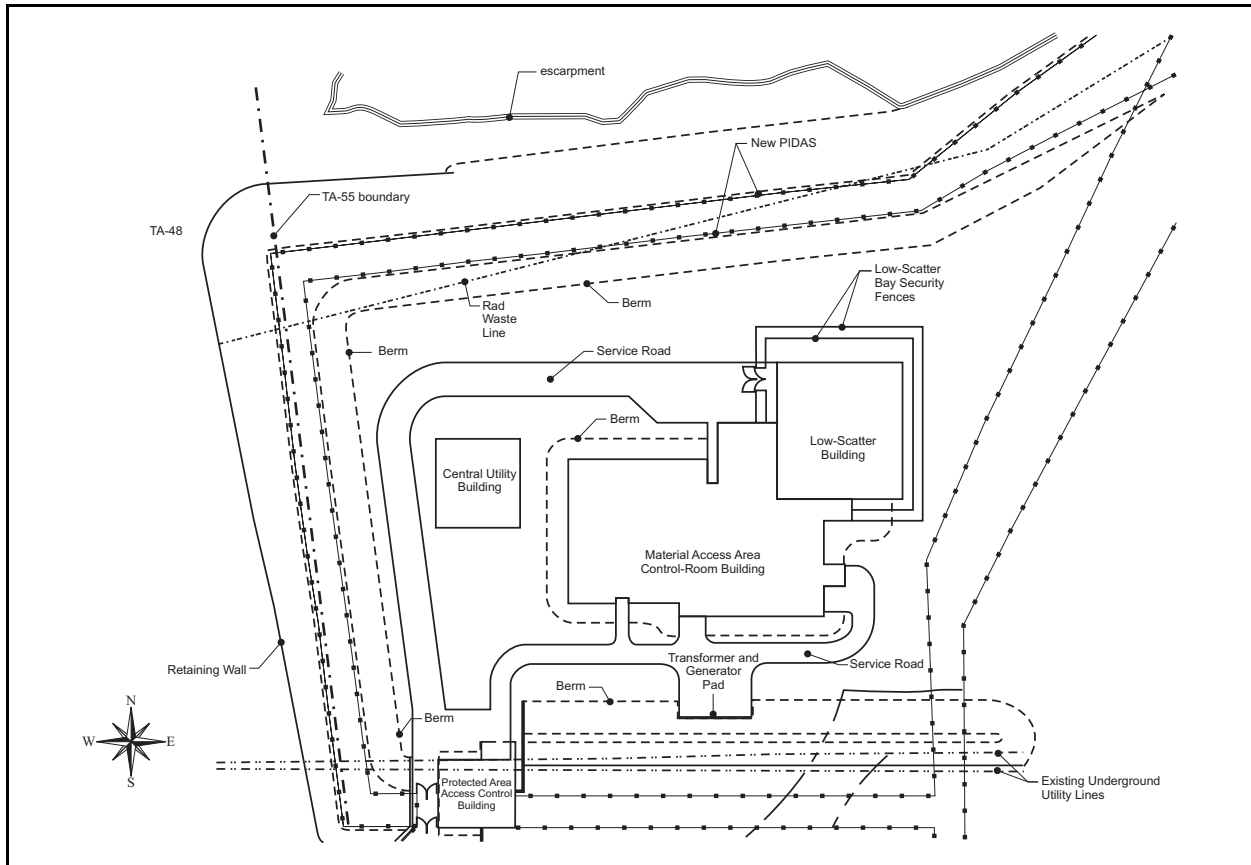 escarpment
New PIDAS
TA-55 boundary
TA-48
Low-Scatter
Bay Security
Fences
Rad
Waste
Line
Berm
Berm
Service Road
Berm
Low-Scatter
Building
Central Utility
Building
Material Access Area
Control-Room Building
Retaining Wall
Transformer and
Generator
Pad
Service Road
Berm
Berm
N
W
E
S
Protected Area
Access Control
Building
Existing Underground
Utility Lines